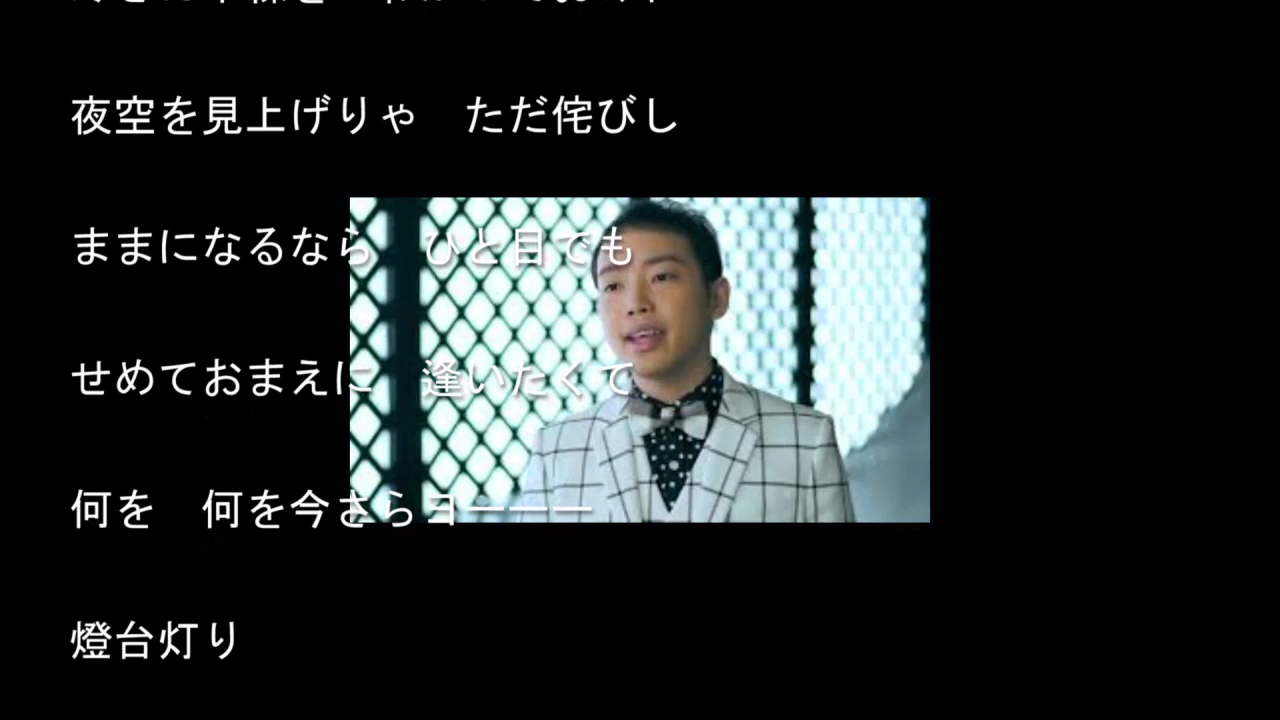 夜空を見上げりゃ　ただ侘びし
ままになるなら　ひと目でも
せめておまえに　逢いたくて
何を　何を今さらヨーーー
燈台灯り